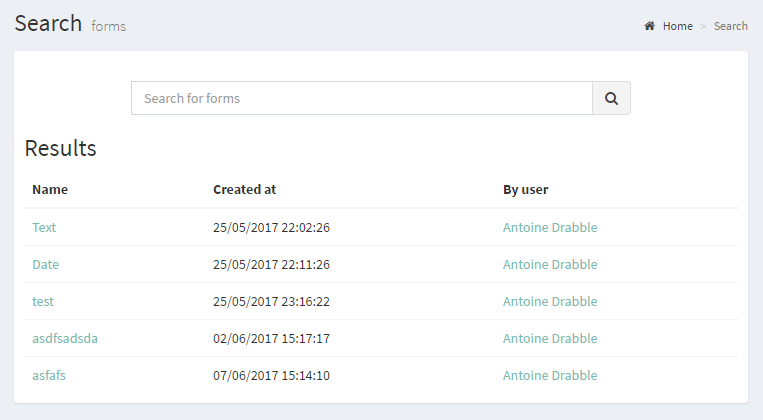 Search forms
Home > Search
Search for forms
Results
Name Created at By user
Text 25/05/2017 22:02:26 Antoine Drabble
Date 25/05/2017 22:11:26 Antoine Drabble
test 25/05/2017 23:16:22 Antoine Drabble
asdfsadsda 02/06/2017 15:17:17 Antoine Drabble
asfafs 07/06/2017 15:14:10 Antoine Drabble